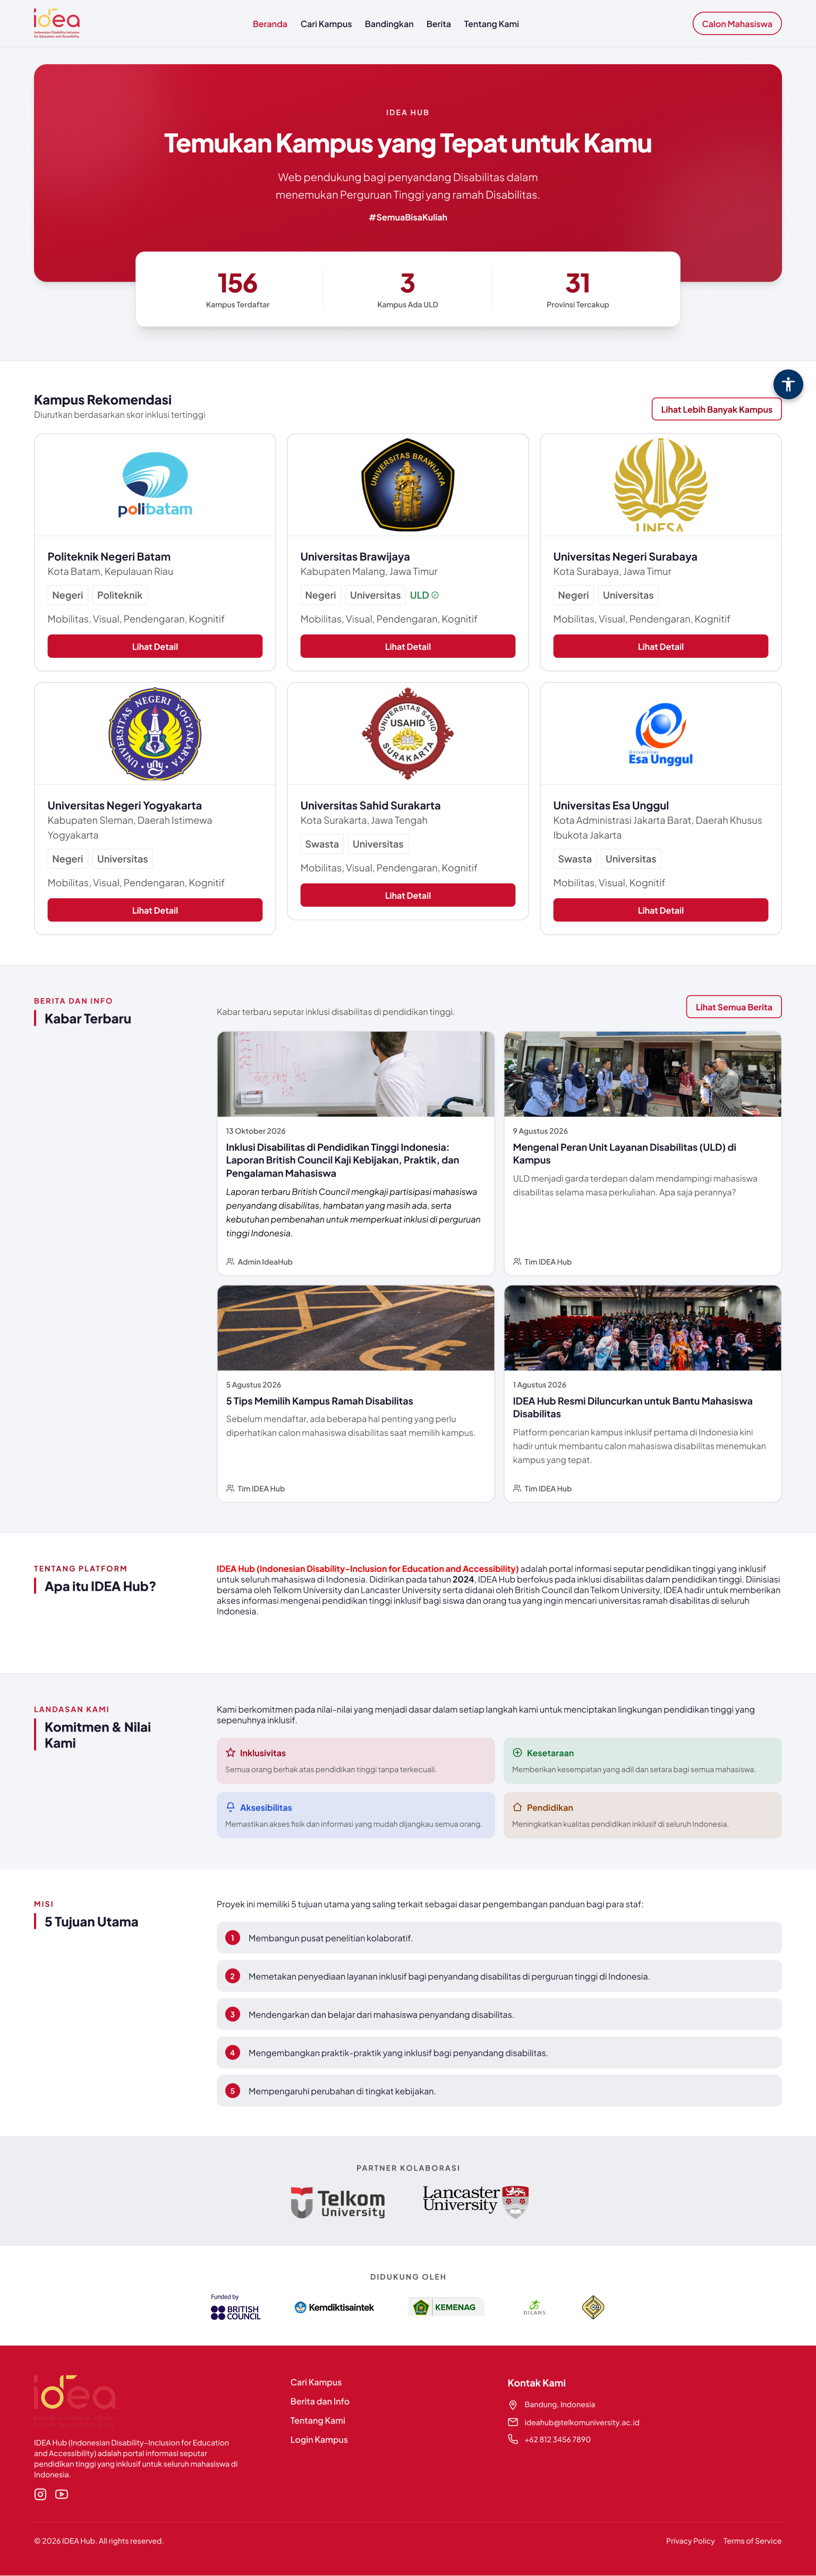 idea
Indonesian Disability-Inclusion
for Education and Accessibility
Beranda
Cari Kampus
Bandingkan
Berita
Tentang Kami
Calon Mahasiswa
IDEA HUB
Temukan Kampus yang Tepat untuk Kamu
Web pendukung bagi penyandang Disabilitas dalam
menemukan Perguruan Tinggi yang ramah Disabilitas.
#SemuaBisaKuliah
156
Kampus Terdaftar
3
Kampus Ada ULD
31
Provinsi Tercakup
Kampus Rekomendasi
Diurutkan berdasarkan skor inklusi tertinggi
Lihat Lebih Banyak Kampus
polibatam
Politeknik Negeri Batam
Kota Batam, Kepulauan Riau
Negeri
Politeknik
Mobilitas, Visual, Pendengaran, Kognitif
Lihat Detail
UNIVERSITAS BRAWIJAYA
Universitas Brawijaya
Kabupaten Malang, Jawa Timur
Negeri
Universitas
ULD
Mobilitas, Visual, Pendengaran, Kognitif
Lihat Detail
UNESA
Universitas Negeri Surabaya
Kota Surabaya, Jawa Timur
Negeri
Universitas
Mobilitas, Visual, Pendengaran, Kognitif
Lihat Detail
UNIVERSITAS NEGERI YOGYAKARTA
Universitas Negeri Yogyakarta
Kabupaten Sleman, Daerah Istimewa
Yogyakarta
Negeri
Universitas
Mobilitas, Visual, Pendengaran, Kognitif
Lihat Detail
UNIVERSITAS SAHID
USAHID
SURAKARTA
Universitas Sahid Surakarta
Kota Surakarta, Jawa Tengah
Swasta
Universitas
Mobilitas, Visual, Pendengaran, Kognitif
Lihat Detail
Universitas
Esa Unggul
Universitas Esa Unggul
Kota Administrasi Jakarta Barat, Daerah Khusus
Ibukota Jakarta
Swasta
Universitas
Mobilitas, Visual, Kognitif
Lihat Detail
BERITA DAN INFO
Kabar Terbaru
Kabar terbaru seputar inklusi disabilitas di pendidikan tinggi.
Lihat Semua Berita
13 Oktober 2026
Inklusi Disabilitas di Pendidikan Tinggi Indonesia:
Laporan British Council Kaji Kebijakan, Praktik, dan
Pengalaman Mahasiswa
Laporan terbaru British Council mengkaji partisipasi mahasiswa
penyandang disabilitas, hambatan yang masih ada, serta
kebutuhan pembenahan untuk memperkuat inklusi di perguruan
tinggi Indonesia.
Admin IdeaHub
9 Agustus 2026
Mengenal Peran Unit Layanan Disabilitas (ULD) di
Kampus
ULD menjadi garda terdepan dalam mendampingi mahasiswa
disabilitas selama masa perkuliahan. Apa saja perannya?
Tim IDEA Hub
5 Agustus 2026
5 Tips Memilih Kampus Ramah Disabilitas
Sebelum mendaftar, ada beberapa hal penting yang perlu
diperhatikan calon mahasiswa disabilitas saat memilih kampus.
Tim IDEA Hub
1 Agustus 2026
IDEA Hub Resmi Diluncurkan untuk Bantu Mahasiswa
Disabilitas
Platform pencarian kampus inklusif pertama di Indonesia kini
hadir untuk membantu calon mahasiswa disabilitas menemukan
kampus yang tepat.
Tim IDEA Hub
TENTANG PLATFORM
Apa itu IDEA Hub?
IDEA Hub (Indonesian Disability-Inclusion for Education and Accessibility) adalah portal informasi seputar pendidikan tinggi yang inklusif
untuk seluruh mahasiswa di Indonesia. Didirikan pada tahun 2024, IDEA Hub berfokus pada inklusi disabilitas dalam pendidikan tinggi. Diinisiasi
bersama oleh Telkom University dan Lancaster University serta didanai oleh British Council dan Telkom University, IDEA hadir untuk memberikan
akses informasi mengenai pendidikan tinggi inklusif bagi siswa dan orang tua yang ingin mencari universitas ramah disabilitas di seluruh
Indonesia.
LANDASAN KAMI
Komitmen & Nilai
Kami
Kami berkomitmen pada nilai-nilai yang menjadi dasar dalam setiap langkah kami untuk menciptakan lingkungan pendidikan tinggi yang
sepenuhnya inklusif.
Inklusivitas
Semua orang berhak atas pendidikan tinggi tanpa terkecuali.
Kesetaraan
Memberikan kesempatan yang adil dan setara bagi semua mahasiswa.
Aksesibilitas
Memastikan akses fisik dan informasi yang mudah dijangkau semua orang.
Pendidikan
Meningkatkan kualitas pendidikan inklusif di seluruh Indonesia.
MISI
5 Tujuan Utama
Proyek ini memiliki 5 tujuan utama yang saling terkait sebagai dasar pengembangan panduan bagi para staf:
1 Membangun pusat penelitian kolaboratif.
2 Memetakan penyediaan layanan inklusif bagi penyandang disabilitas di perguruan tinggi di Indonesia.
3 Mendengarkan dan belajar dari mahasiswa penyandang disabilitas.
4 Mengembangkan praktik-praktik yang inklusif bagi penyandang disabilitas.
5 Mempengaruhi perubahan di tingkat kebijakan.
PARTNER KOLABORASI
Telkom
University
Lancaster
University
DIDUKUNG OLEH
Funded by
BRITISH
COUNCIL
Kemdiktisaintek
KEMENAG
DILANS
idea
IDEA Hub (Indonesian Disability-Inclusion for Education
and Accessibility) adalah portal informasi seputar
pendidikan tinggi yang inklusif untuk seluruh mahasiswa di
Indonesia.
Cari Kampus
Berita dan Info
Tentang Kami
Login Kampus
Kontak Kami
Bandung, Indonesia
ideahub@telkomuniversity.ac.id
+62 812 3456 7890
© 2026 IDEA Hub. All rights reserved.
Privacy Policy
Terms of Service